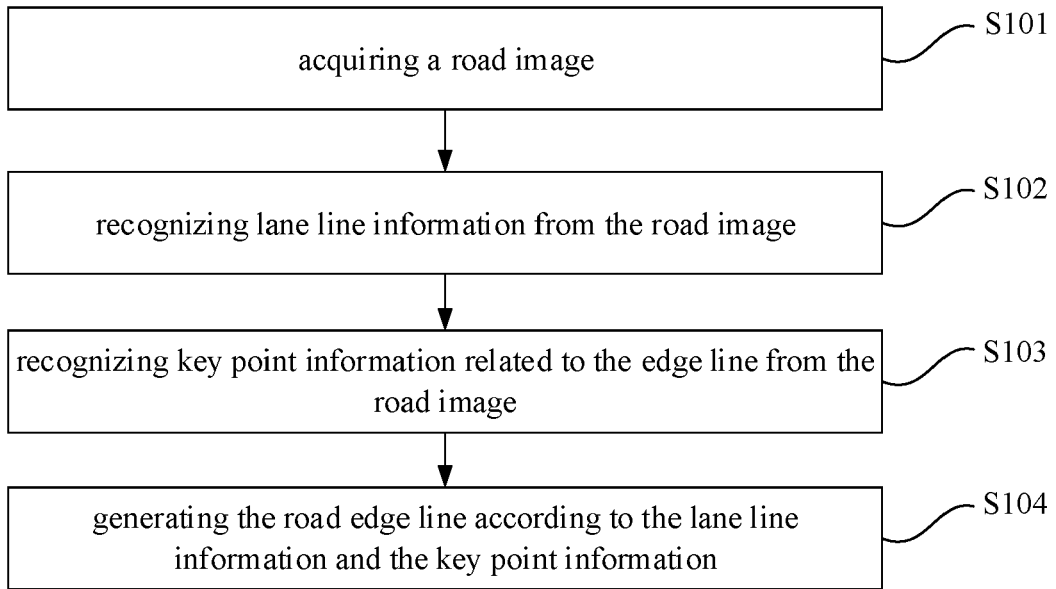 acquiring a road image
S101
recognizing lane line information from the road image
S102
recognizing key point information related to the edge line from the
road image
S103
generating the road edge line according to the lane line
information and the key point information
S104